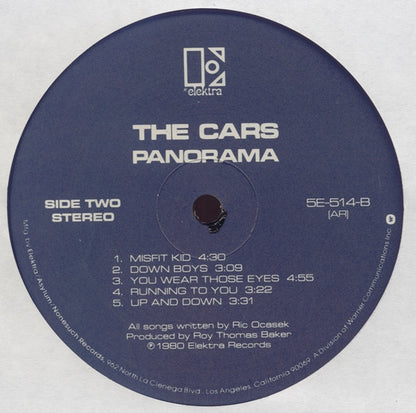 elektra
THE CARS
PANORAMA
SIDE TWO
STEREO
5E-514-B
(AR)
1. MISFIT KID 4:30
2. DOWN BOYS 3:09
3. YOU WEAR THOSE EYES 4:55
4. RUNNING TO YOU 3:22
5. UP AND DOWN 3:31
All songs written by Ric Ocasek
Produced by Roy Thomas Baker
℗1980 Elektra Records
Mfg. by Elektra/Asylum/Nonesuch Records, 962 North La Cienega Blvd., Los Angeles, California 90069. A Division of Warner Communications Inc.